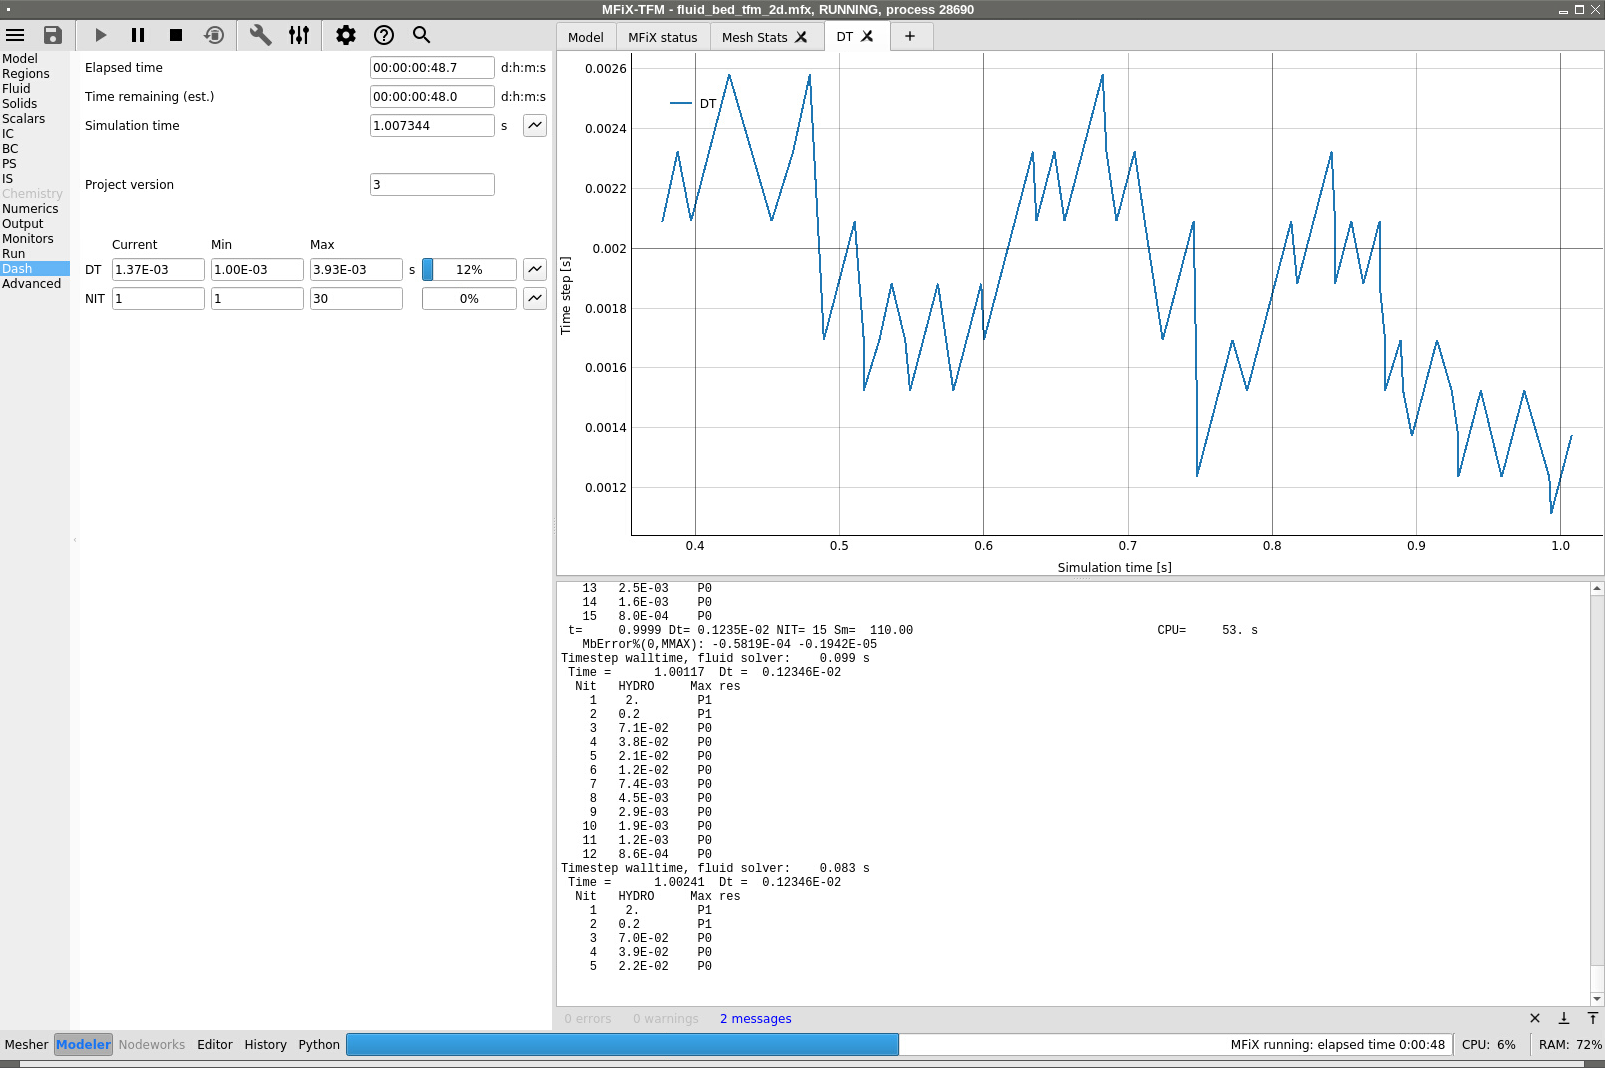 MFiX-TFM - fluid_bed_tfm_2d.mfx, RUNNING, process 28690
Model
Regions
Fluid
Solids
Scalars
IC
BC
PS
IS
Chemistry
Numerics
Output
Monitors
Run
Dash
Advanced
Elapsed time 00:00:00:48.7 d:h:m:s
Time remaining (est.) 00:00:00:48.0 d:h:m:s
Simulation time 1.007344 s
Project version 3
Current Min Max
DT 1.37E-03 1.00E-03 3.93E-03 s 12%
NIT 1 1 30 0%
Model MFiX status Mesh Stats DT +
0.0026
0.0024
0.0022
0.002
0.0018
0.0016
0.0014
0.0012
Time step [s]
DT
0.4 0.5 0.6 0.7 0.8 0.9 1.0
Simulation time [s]
13 2.5E-03 P0
14 1.6E-03 P0
15 8.0E-04 P0
t= 0.9999 Dt= 0.1235E-02 NIT= 15 Sm= 110.00 CPU= 53. s
MbError%(0,MMAX): -0.5819E-04 -0.1942E-05
Timestep walltime, fluid solver: 0.099 s
Time = 1.00117 Dt = 0.12346E-02
Nit HYDRO Max res
1 2. P1
2 0.2 P1
3 7.1E-02 P0
4 3.8E-02 P0
5 2.1E-02 P0
6 1.2E-02 P0
7 7.4E-03 P0
8 4.5E-03 P0
9 2.9E-03 P0
10 1.9E-03 P0
11 1.2E-03 P0
12 8.6E-04 P0
Timestep walltime, fluid solver: 0.083 s
Time = 1.00241 Dt = 0.12346E-02
Nit HYDRO Max res
1 2. P1
2 0.2 P1
3 7.0E-02 P0
4 3.9E-02 P0
5 2.2E-02 P0
0 errors 0 warnings 2 messages
Mesher Modeler Nodeworks Editor History Python MFiX running: elapsed time 0:00:48 CPU: 6% RAM: 72%